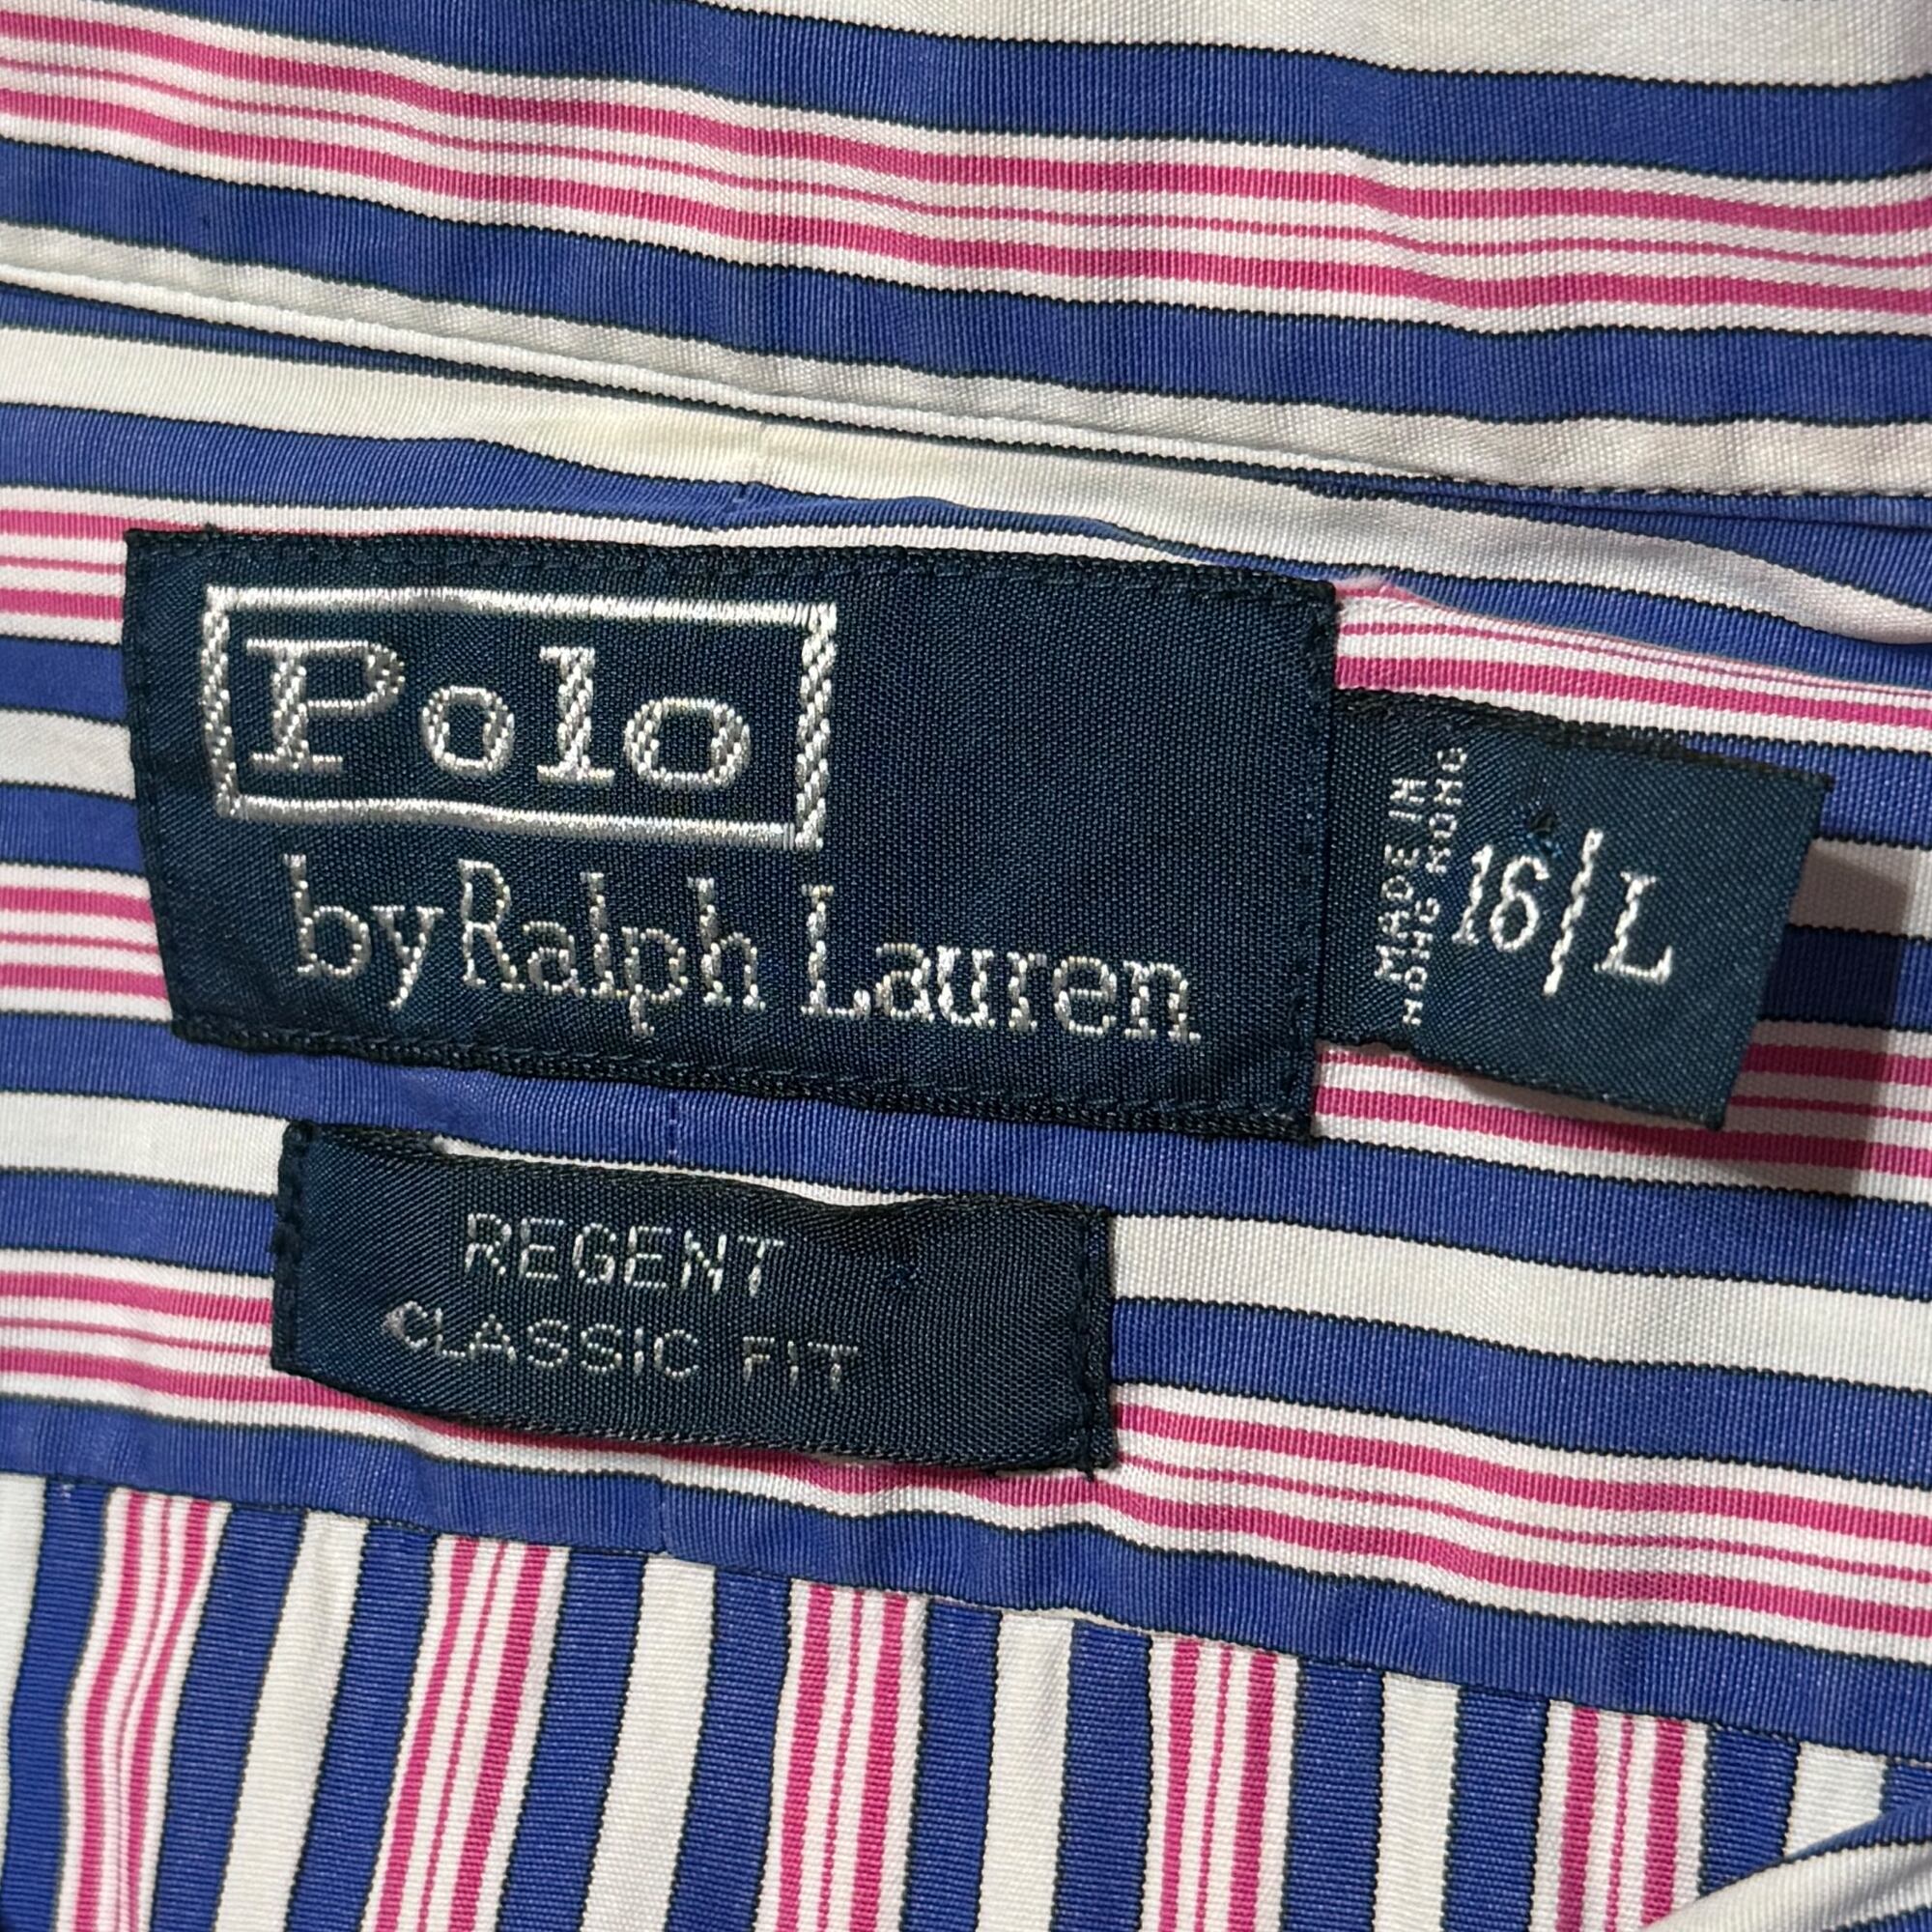 Polo
by Ralph Lauren
MADE IN
HONG KONG
16/L
REGENT
CLASSIC FIT